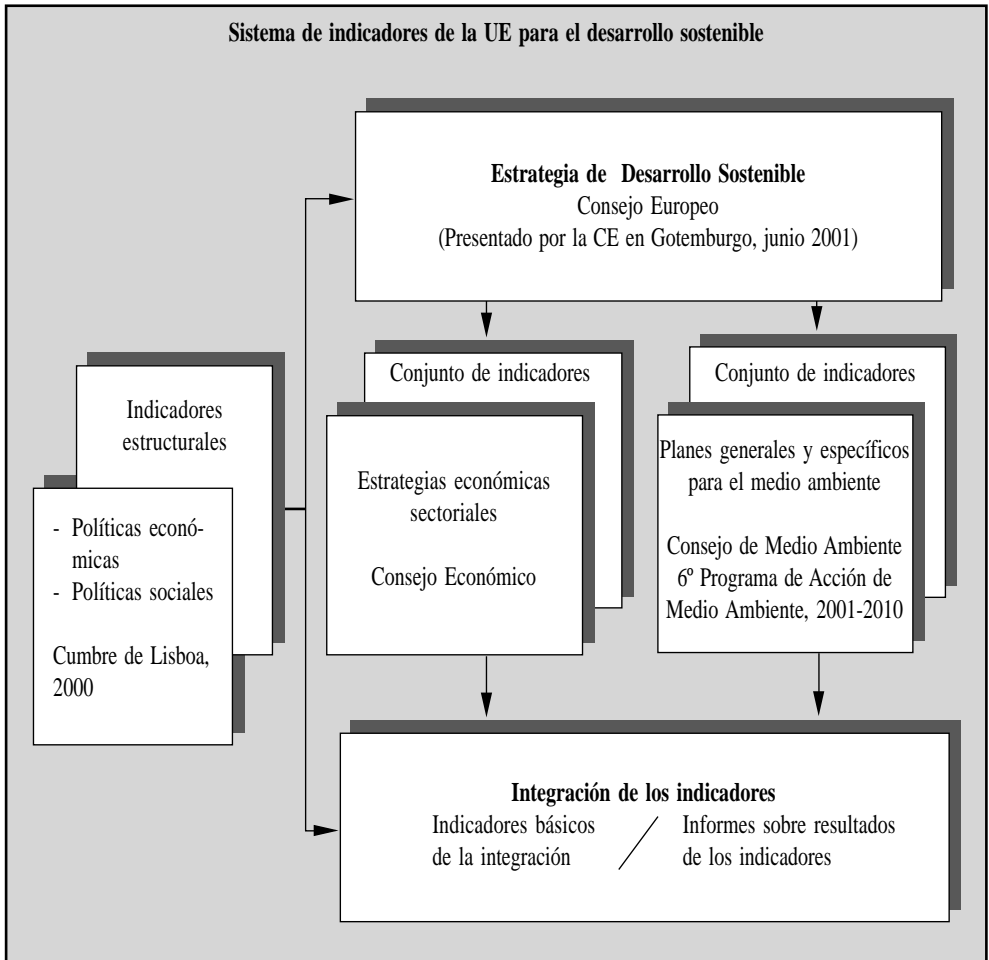 Sistema de indicadores de la UE para el desarrollo sostenible
Estrategia de Desarrollo Sostenible
Consejo Europeo
(Presentado por la CE en Gotemburgo, junio 2001)
Indicadores
estructurales
- Políticas econó-
micas
- Políticas sociales
Cumbre de Lisboa,
2000
Conjunto de indicadores
Estrategias económicas
sectoriales
Consejo Económico
Conjunto de indicadores
Planes generales y específicos
para el medio ambiente
Consejo de Medio Ambiente
6º Programa de Acción de
Medio Ambiente, 2001-2010
Integración de los indicadores
Indicadores básicos
de la integración
Informes sobre resultados
de los indicadores